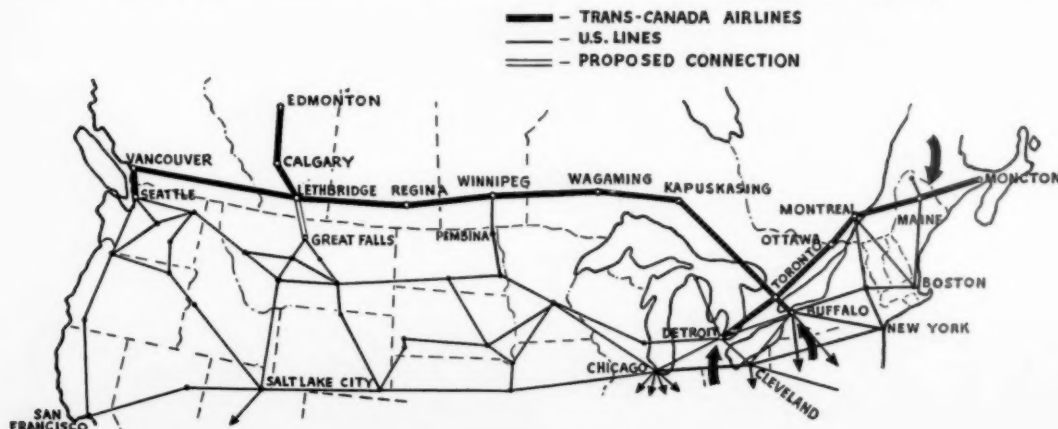 – TRANS-CANADA AIRLINES
– U.S. LINES
– PROPOSED CONNECTION
EDMONTON
VANCOUVER
CALGARY
SEATTLE
LETHBRIDGE
REGINA
WINNIPEG
WAGAMING
KAPUSKASING
MONTREAL
MONCTON
MAINE
GREAT FALLS
PEMBINA
OTTAWA
TORONTO
BOSTON
BUFFALO
DETROIT
NEW YORK
CHICAGO
CLEVELAND
SALT LAKE CITY
SAN
FRANCISCO